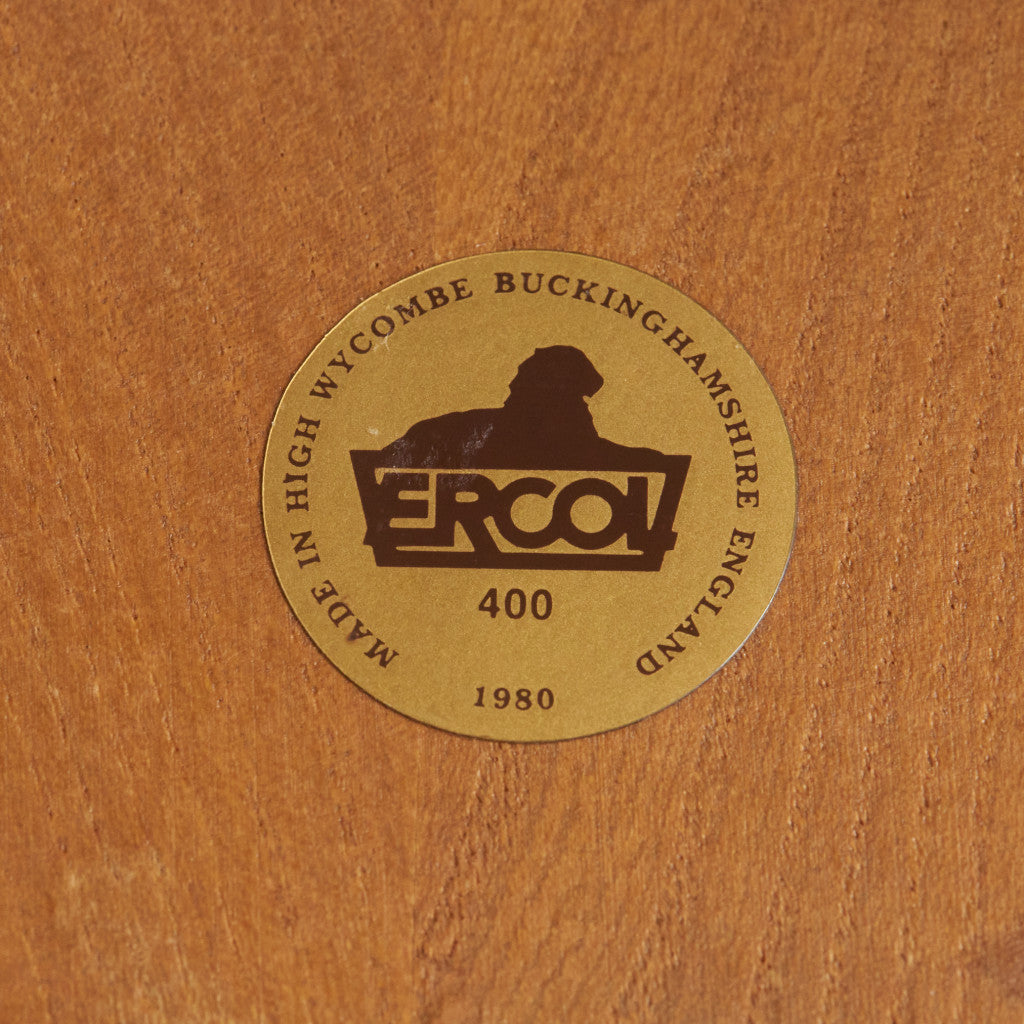 MADE IN HIGH WYCOMBE BUCKINGHAMSHIRE ENGLAND
ERCOL
400
1980